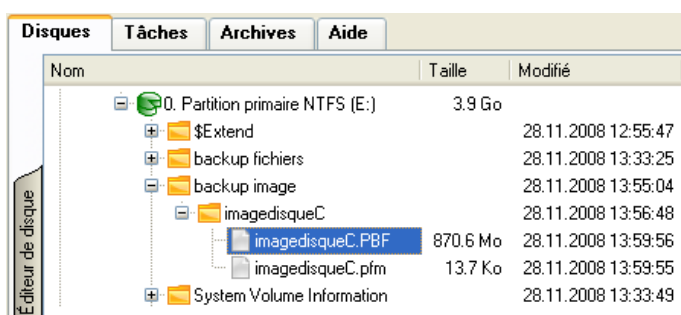 Disques Tâches Archives Aide
Nom Taille Modifié
0. Partition primaire NTFS (E:) 3.9 Go
$Extend 28.11.2008 12:55:47
backup fichiers 28.11.2008 13:33:25
backup image 28.11.2008 13:55:04
imagedisqueC 28.11.2008 13:56:48
imagedisqueC.PBF 870.6 Mo 28.11.2008 13:59:56
imagedisqueC.pfm 13.7 Ko 28.11.2008 13:59:55
System Volume Information 28.11.2008 13:33:49
Éditeur de disque